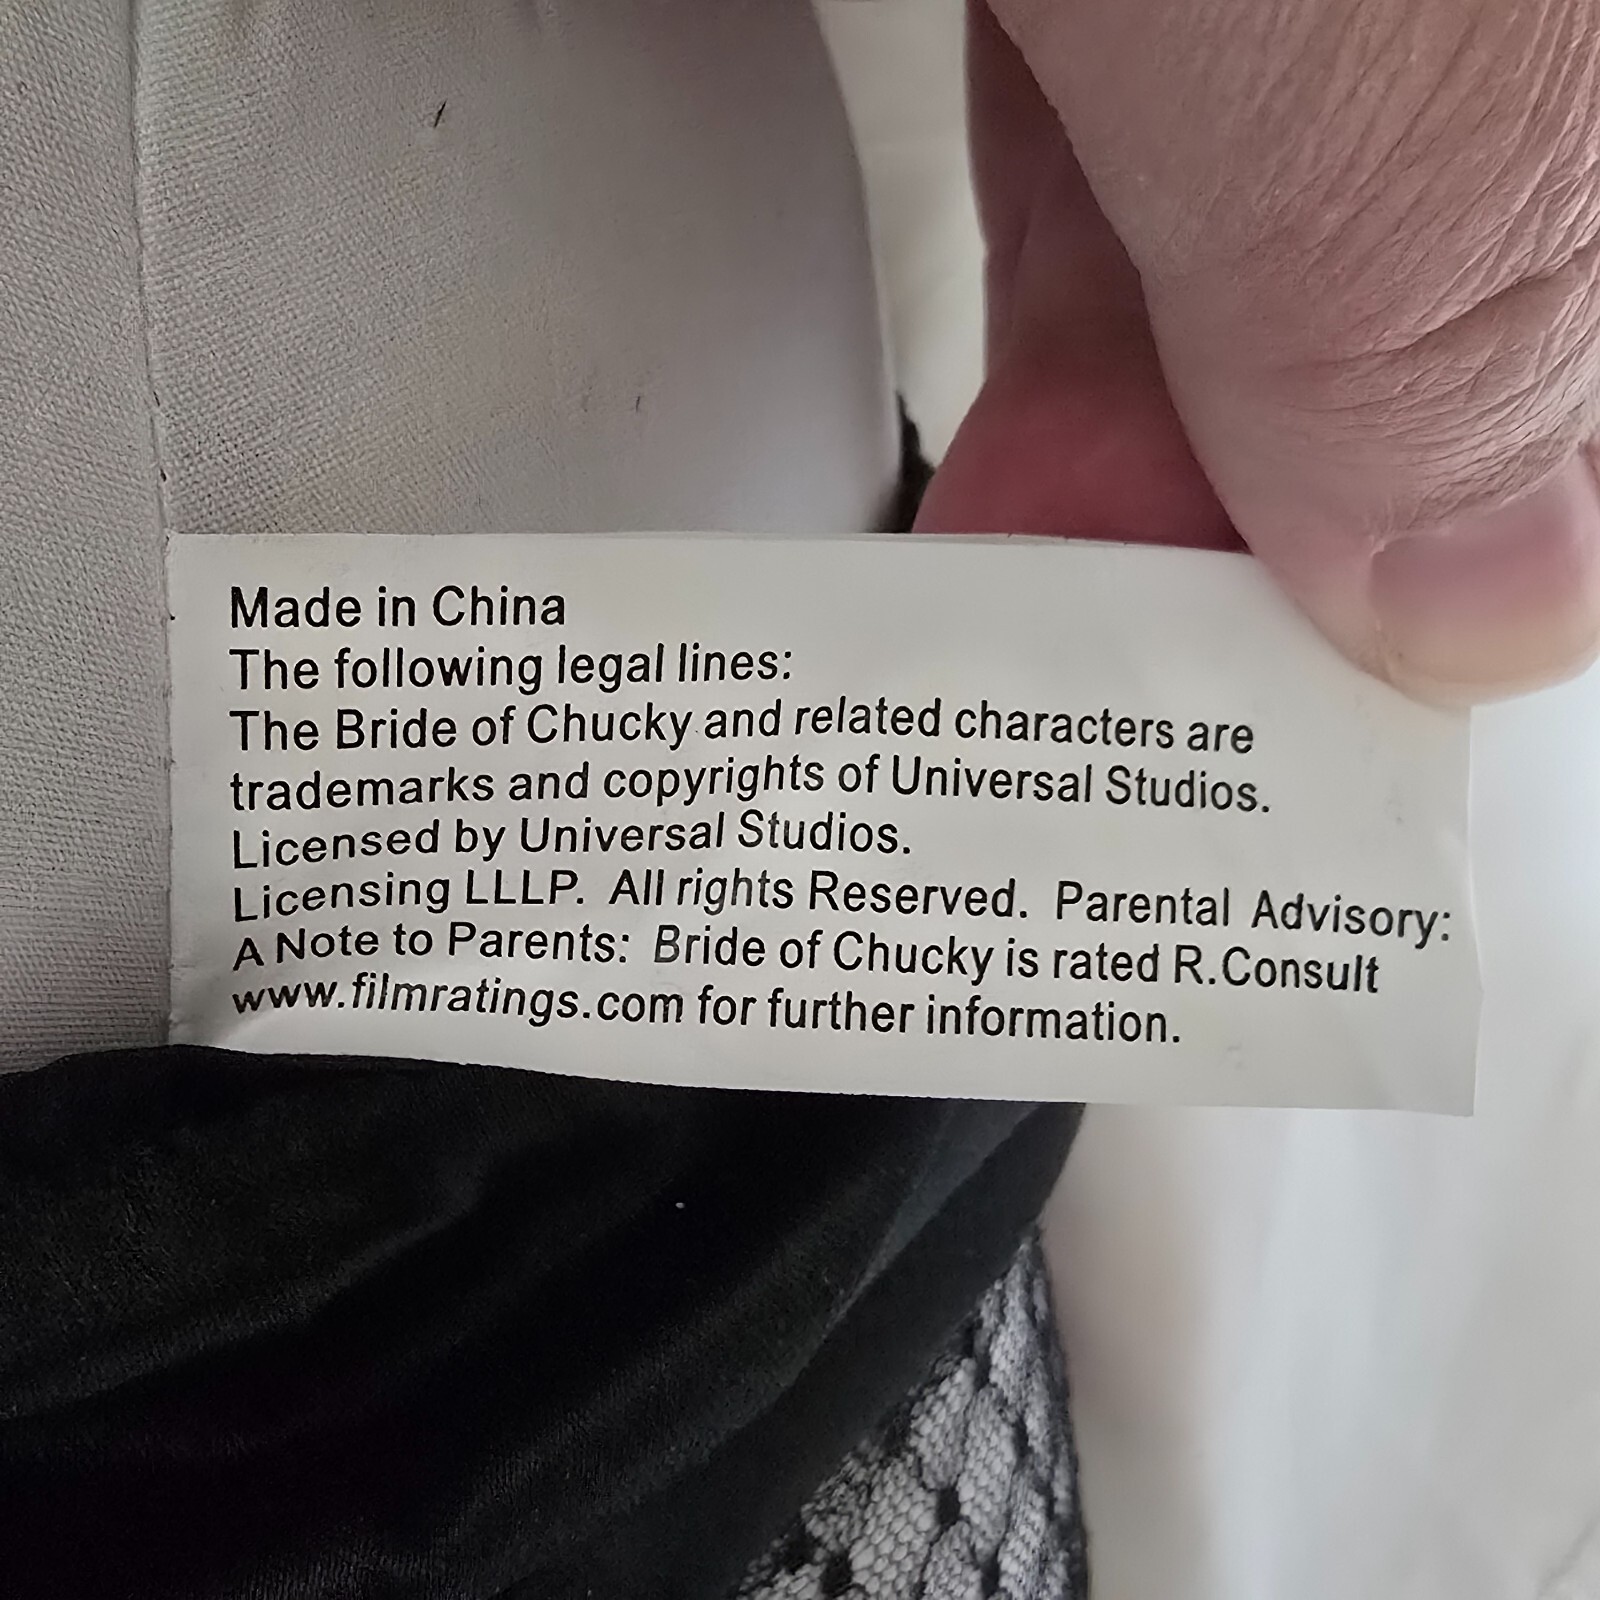 Made in China
The following legal lines:
The Bride of Chucky and related characters are
trademarks and copyrights of Universal Studios.
Licensed by Universal Studios.
Licensing LLLP. All rights Reserved. Parental Advisory:
A Note to Parents: Bride of Chucky is rated R.Consult
www.filmratings.com for further information.